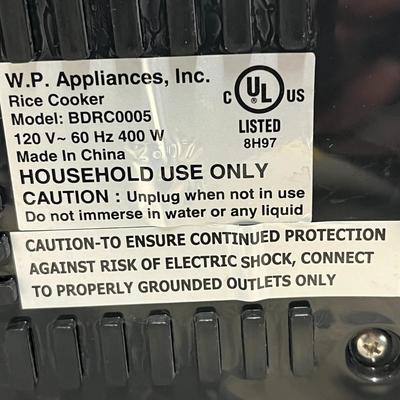 W.P. Appliances, Inc.
Rice Cooker
Model: BDRC0005
120 V~ 60 Hz 400 W
Made In China
HOUSEHOLD USE ONLY
CAUTION : Unplug when not in use
Do not immerse in water or any liquid
C UL US
LISTED
8H97
CAUTION-TO ENSURE CONTINUED PROTECTION
AGAINST RISK OF ELECTRIC SHOCK, CONNECT
TO PROPERLY GROUNDED OUTLETS ONLY